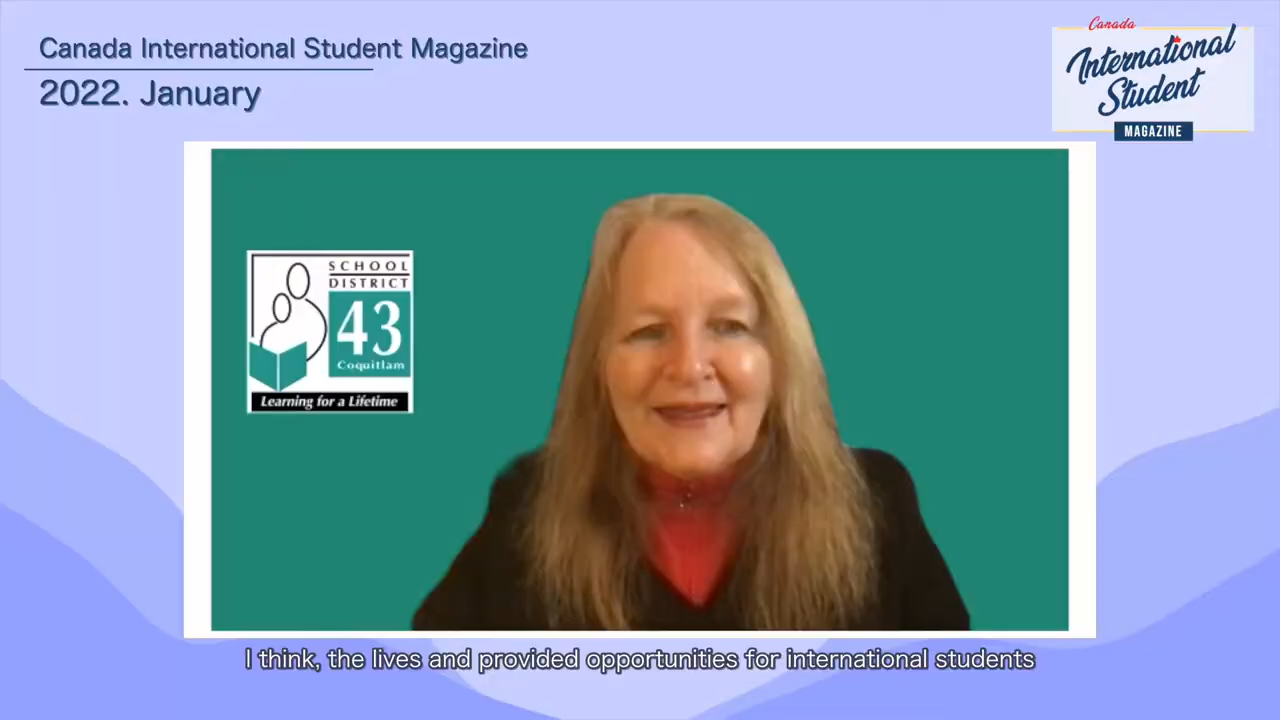 Canada International Student Magazine
2022. January
Canada
International
Student
MAGAZINE
SCHOOL
DISTRICT
43
Coquitlam
Learning for a Lifetime
I think, the lives and provided opportunities for international students